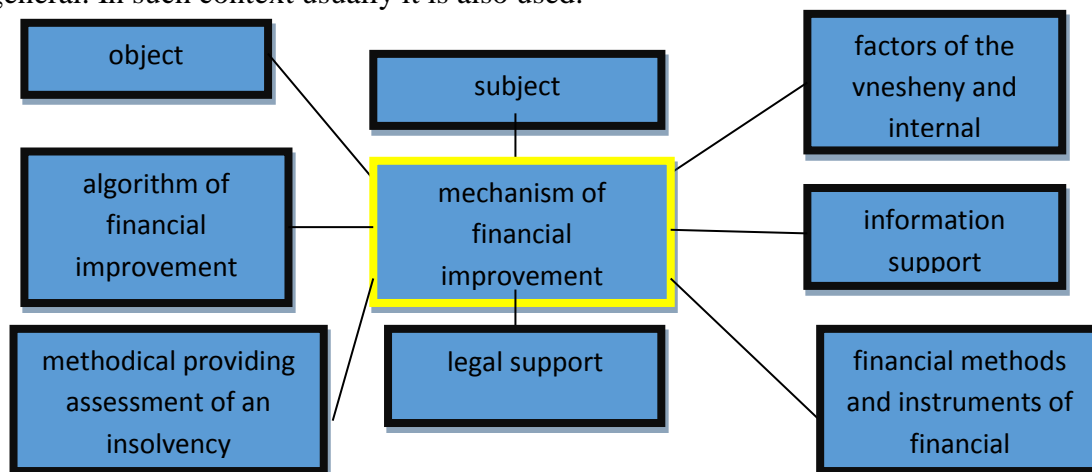 general. In such context usually it is also used.
object
subject
factors of the
vnesheny and
internal
algorithm of
financial
improvement
mechanism of
financial
improvement
information
support
methodical providing
assessment of an
insolvency
legal support
financial methods
and instruments of
financial